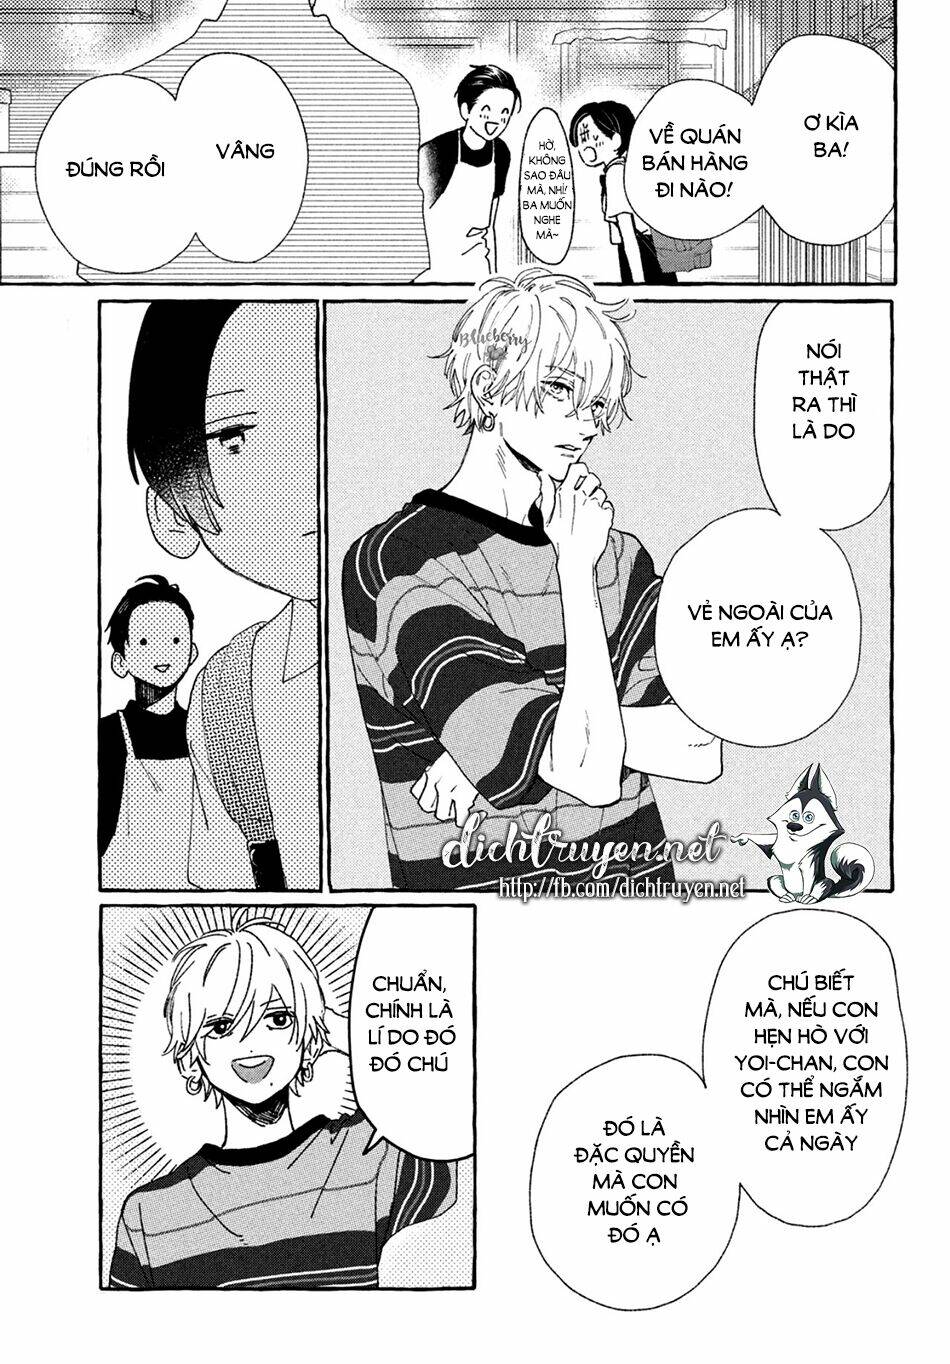 Ơ KÌA
BA!
VỀ QUÁN
BÁN HÀNG
ĐI NÀO!
HỜ,
KHÔNG
SAO ĐÂU
MÀ, NHỈ!
BA MUỐN
NGHE
MÀ~
VÂNG
ĐÚNG RỒI
NÓI
THẬT
RA THÌ
LÀ DO
VẺ NGOÀI CỦA
EM ẤY Ạ?
Blueberry
dichtruyen.net
http://fb.com/dichtruyen.net
CHÚ BIẾT
MÀ, NẾU CON
HẸN HÒ VỚI
YOI-CHAN, CON
CÓ THỂ NGẮM
NHÌN EM ẤY
CẢ NGÀY
ĐÓ LÀ
ĐẶC QUYỀN
MÀ CON
MUỐN CÓ
ĐÓ Ạ
CHUẨN,
CHÍNH LÀ
LÍ DO ĐÓ
ĐÓ CHÚ